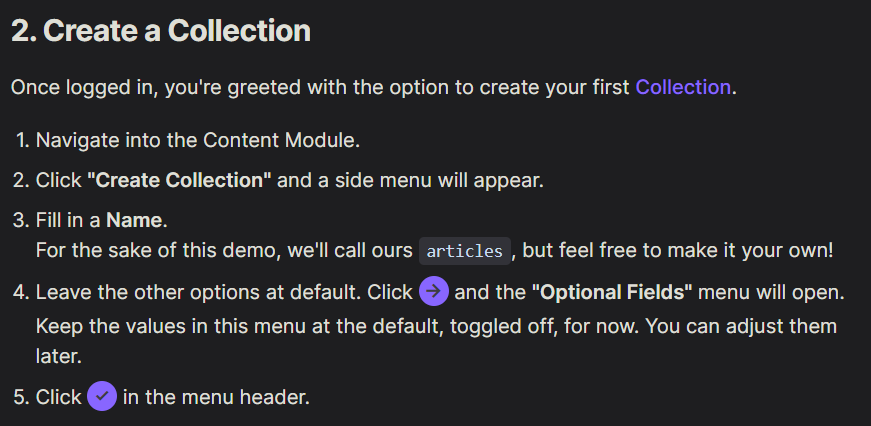 2. Create a Collection
Once logged in, you're greeted with the option to create your first Collection.
1. Navigate into the Content Module.
2. Click "Create Collection" and a side menu will appear.
3. Fill in a Name.
For the sake of this demo, we'll call ours articles, but feel free to make it your own!
4. Leave the other options at default. Click and the "Optional Fields" menu will open.
Keep the values in this menu at the default, toggled off, for now. You can adjust them
later.
5. Click in the menu header.